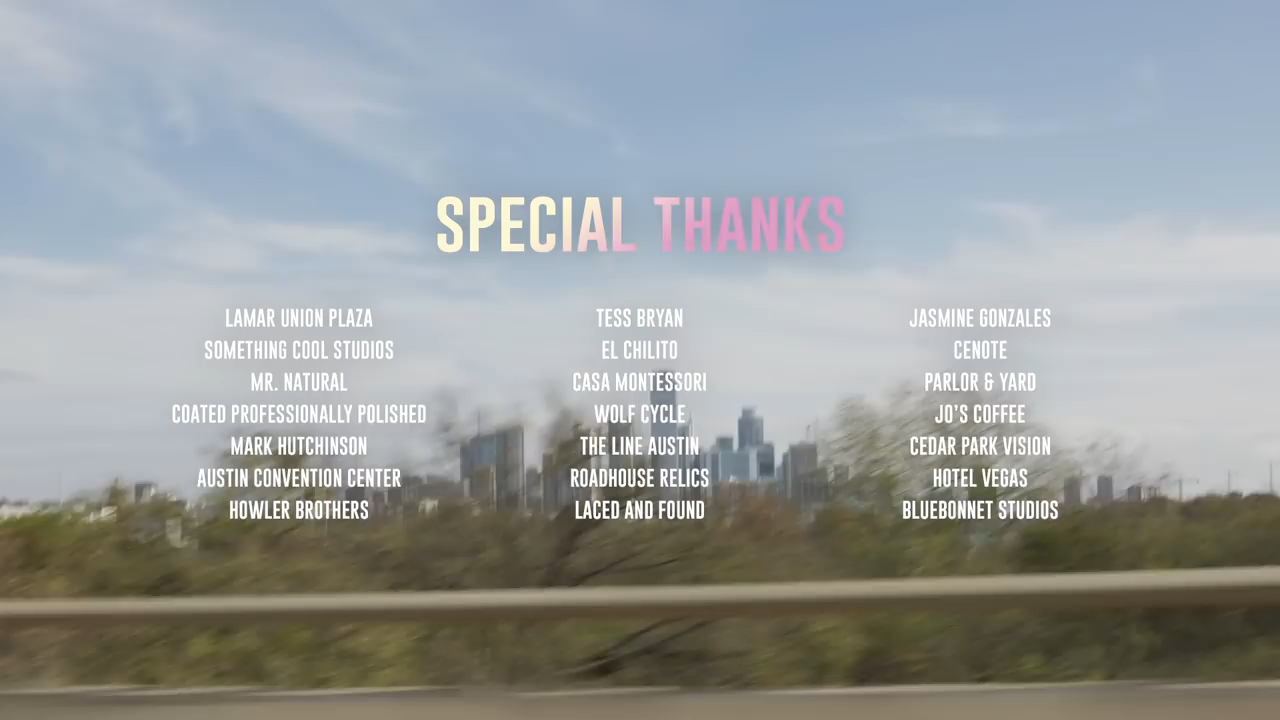 SPECIAL THANKS
LAMAR UNION PLAZA
SOMETHING COOL STUDIOS
MR. NATURAL
COATED PROFESSIONALLY POLISHED
MARK HUTCHINSON
AUSTIN CONVENTION CENTER
HOWLER BROTHERS
TESS BRYAN
EL CHILITO
CASA MONTESSORI
WOLF CYCLE
THE LINE AUSTIN
ROADHOUSE RELICS
LACED AND FOUND
JASMINE GONZALES
CENOTE
PARLOR & YARD
JO'S COFFEE
CEDAR PARK VISION
HOTEL VEGAS
BLUEBONNET STUDIOS